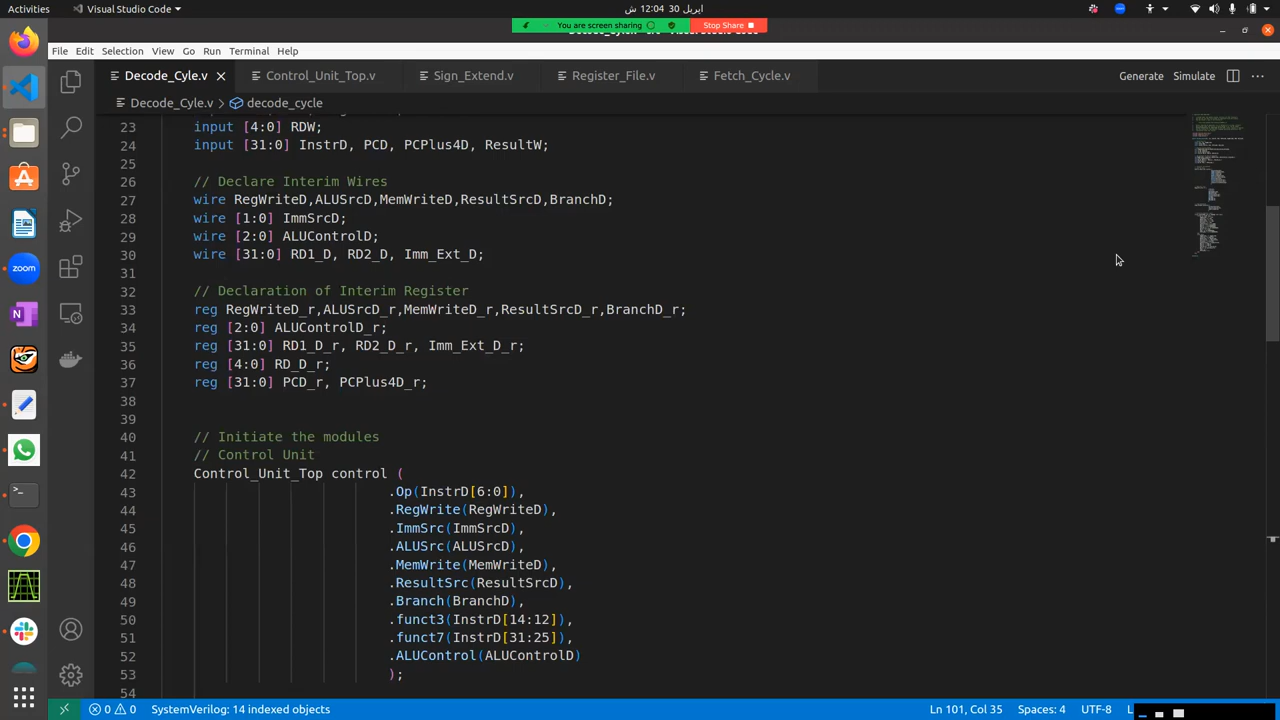 Activities
Visual Studio Code
ش 12:04 30 اپریل
You are screen sharing
Stop Share
File Edit Selection View Go Run Terminal Help
Decode_Cyle.v
Control_Unit_Top.v
Sign_Extend.v
Register_File.v
Fetch_Cycle.v
Generate
Simulate
Decode_Cyle.v > decode_cycle
23 input [4:0] RDW;
24 input [31:0] InstrD, PCD, PCPlus4D, ResultW;
25
26 // Declare Interim Wires
27 wire RegWriteD,ALUSrcD,MemWriteD,ResultSrcD,BranchD;
28 wire [1:0] ImmSrcD;
29 wire [2:0] ALUControlD;
30 wire [31:0] RD1_D, RD2_D, Imm_Ext_D;
31
32 // Declaration of Interim Register
33 reg RegWriteD_r,ALUSrcD_r,MemWriteD_r,ResultSrcD_r,BranchD_r;
34 reg [2:0] ALUControlD_r;
35 reg [31:0] RD1_D_r, RD2_D_r, Imm_Ext_D_r;
36 reg [4:0] RD_D_r;
37 reg [31:0] PCD_r, PCPlus4D_r;
38
39
40 // Initiate the modules
41 // Control Unit
42 Control_Unit_Top control (
43 .Op(InstrD[6:0]),
44 .RegWrite(RegWriteD),
45 .ImmSrc(ImmSrcD),
46 .ALUSrc(ALUSrcD),
47 .MemWrite(MemWriteD),
48 .ResultSrc(ResultSrcD),
49 .Branch(BranchD),
50 .funct3(InstrD[14:12]),
51 .funct7(InstrD[31:25]),
52 .ALUControl(ALUControlD)
53 );
54
zoom
0 0
SystemVerilog: 14 indexed objects
Ln 101, Col 35
Spaces: 4
UTF-8